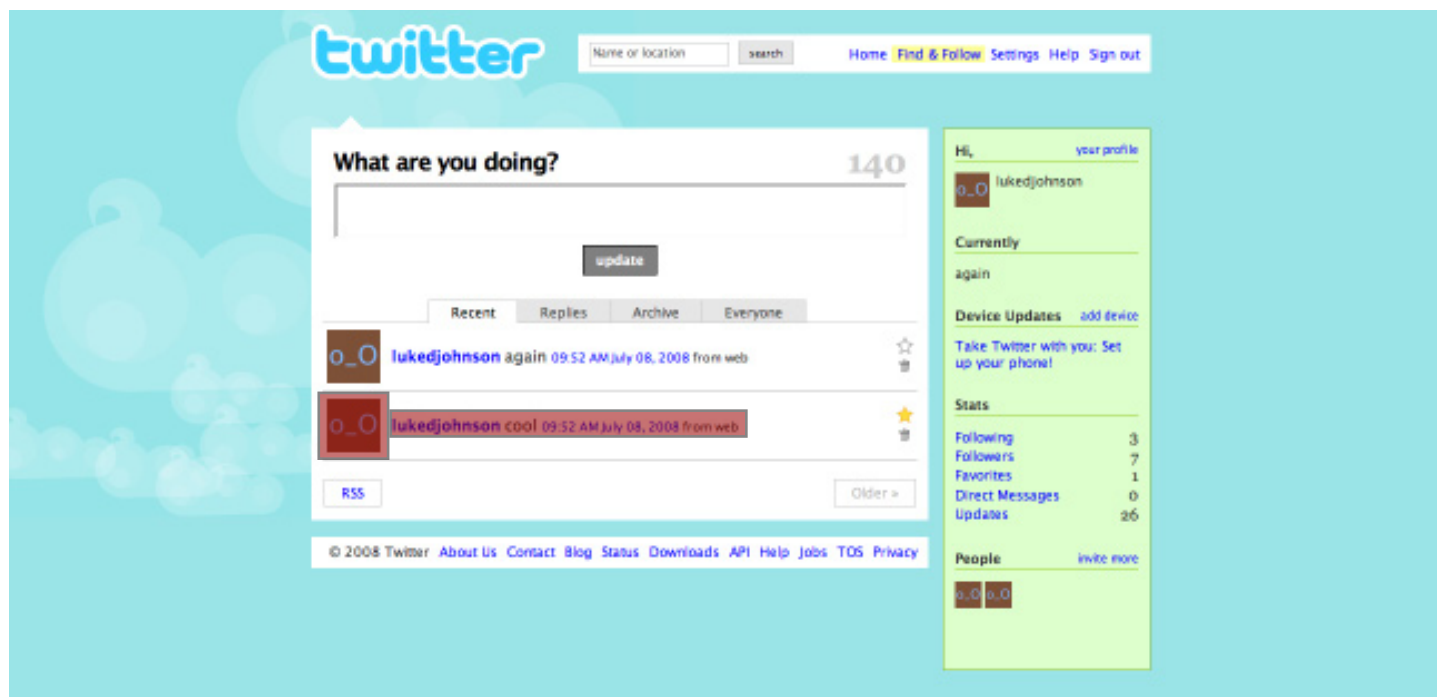 twitter
Name or location search Home Find & Follow Settings Help Sign out
What are you doing? 140
update
Recent Replies Archive Everyone
o_O lukedjohnson again 09:52 AM July 08, 2008 from web
o_O lukedjohnson cool 09:52 AM July 08, 2008 from web
RSS Older »
© 2008 Twitter About Us Contact Blog Status Downloads API Help Jobs TOS Privacy
Hi, your profile
o_O lukedjohnson
Currently
again
Device Updates add device
Take Twitter with you: Set
up your phone!
Stats
Following 3
Followers 7
Favorites 1
Direct Messages 0
Updates 26
People invite more
o_O o_O